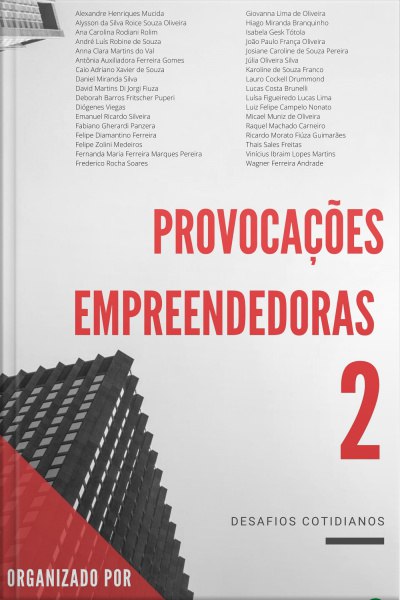 Alexandre Henriques Mucida
Alysson da Silva Roice Souza Oliveira
Ana Carolina Rodiani Rolim
André Luís Robine de Souza
Anna Clara Martins do Val
Antônia Auxiliadora Ferreira Gomes
Caio Adriano Xavier de Souza
Daniel Miranda Silva
David Martins Di Jorgi Fiuza
Deborah Barros Fritscher Puperi
Diógenes Viegas
Emanuel Ricardo Silveira
Fabiano Gherardi Panzera
Felipe Diamantino Ferreira
Felipe Zolini Medeiros
Fernanda Maria Ferreira Marques Pereira
Frederico Rocha Soares
Giovanna Lima de Oliveira
Hiago Miranda Branquinho
Isabela Gesk Tótola
João Paulo França Oliveira
Josiane Caroline de Souza Pereira
Júlia Oliveira Silva
Karoline de Souza Franco
Lauro Cockell Drummond
Lucas Costa Brunelli
Luísa Figueiredo Lucas Lima
Luiz Felipe Campelo Nonato
Micael Muniz de Oliveira
Raquel Machado Carneiro
Ricardo Morato Fiúza Guimarães
Thais Sales Freitas
Vinícius Ibraim Lopes Martins
Wagner Ferreira Andrade
PROVOCAÇÕES
EMPREENDEDORAS
2
DESAFIOS COTIDIANOS
ORGANIZADO POR